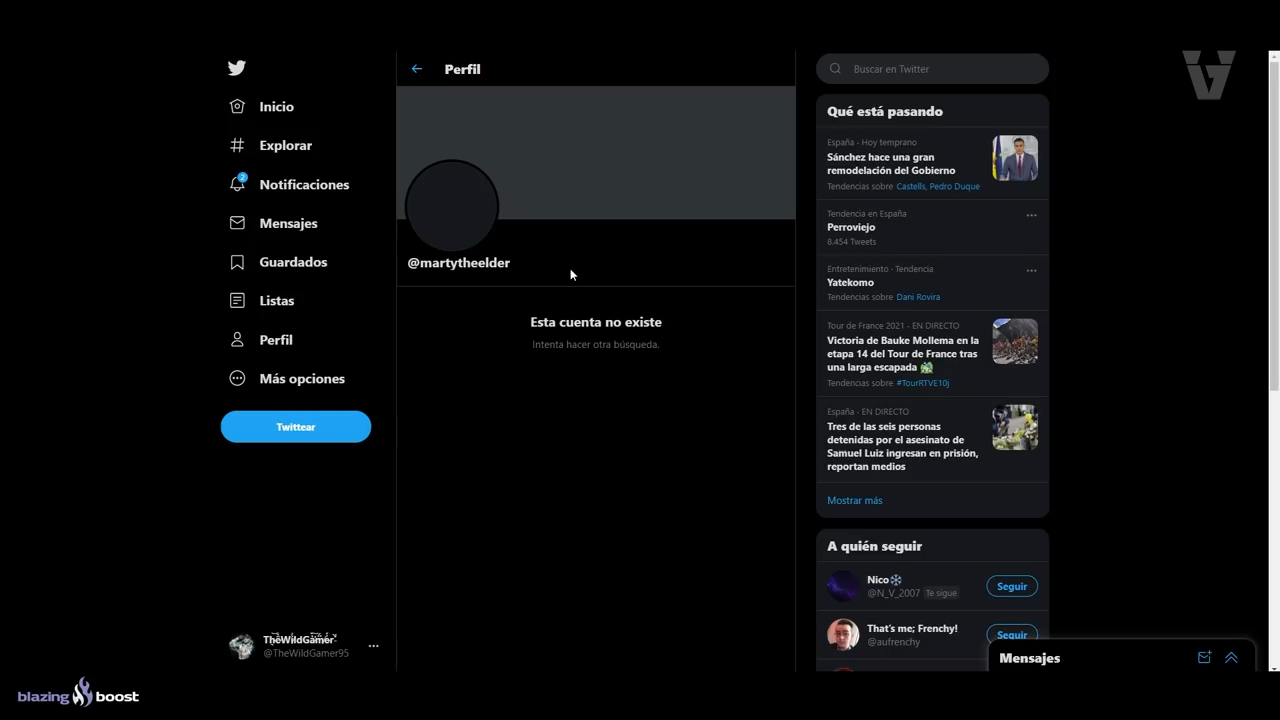 Inicio
Explorar
2
Notificaciones
Mensajes
Guardados
Listas
Perfil
Más opciones
Twittear
TheWildGamer
@TheWildGamer95
Perfil
@martytheelder
Esta cuenta no existe
Intenta hacer otra búsqueda.
Buscar en Twitter
Qué está pasando
España · Hoy temprano
Sánchez hace una gran
remodelación del Gobierno
Tendencias sobre Castells, Pedro Duque
Tendencia en España
Perroviejo
8.454 Tweets
Entretenimiento · Tendencia
Yatekomo
Tendencias sobre Dani Rovira
Tour de France 2021 · EN DIRECTO
Victoria de Bauke Mollema en la
etapa 14 del Tour de France tras
una larga escapada
Tendencias sobre #TourRTVE10j
España · EN DIRECTO
Tres de las seis personas
detenidas por el asesinato de
Samuel Luiz ingresan en prisión,
reportan medios
Mostrar más
A quién seguir
Nico❄️
@N_V_2007 Te sigue
Seguir
That's me; Frenchy!
@aufrenchy
Seguir
Mensajes
VG
blazing boost